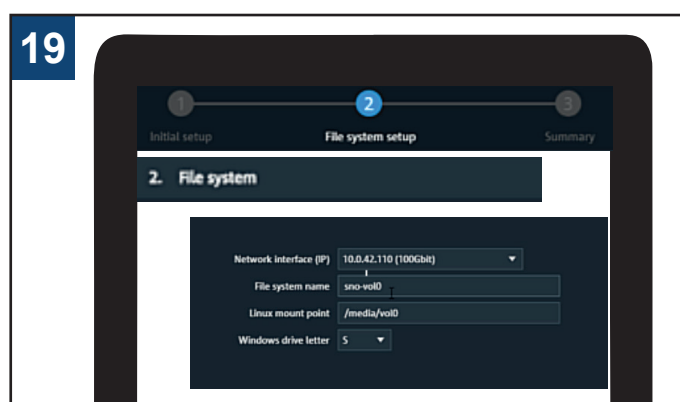 19
1 2 3
Initial setup File system setup Summary
2. File system
Network interface (IP) 10.0.42.110 (100Gbit)
File system name sno-vol0
Linux mount point /media/vol0
Windows drive letter S